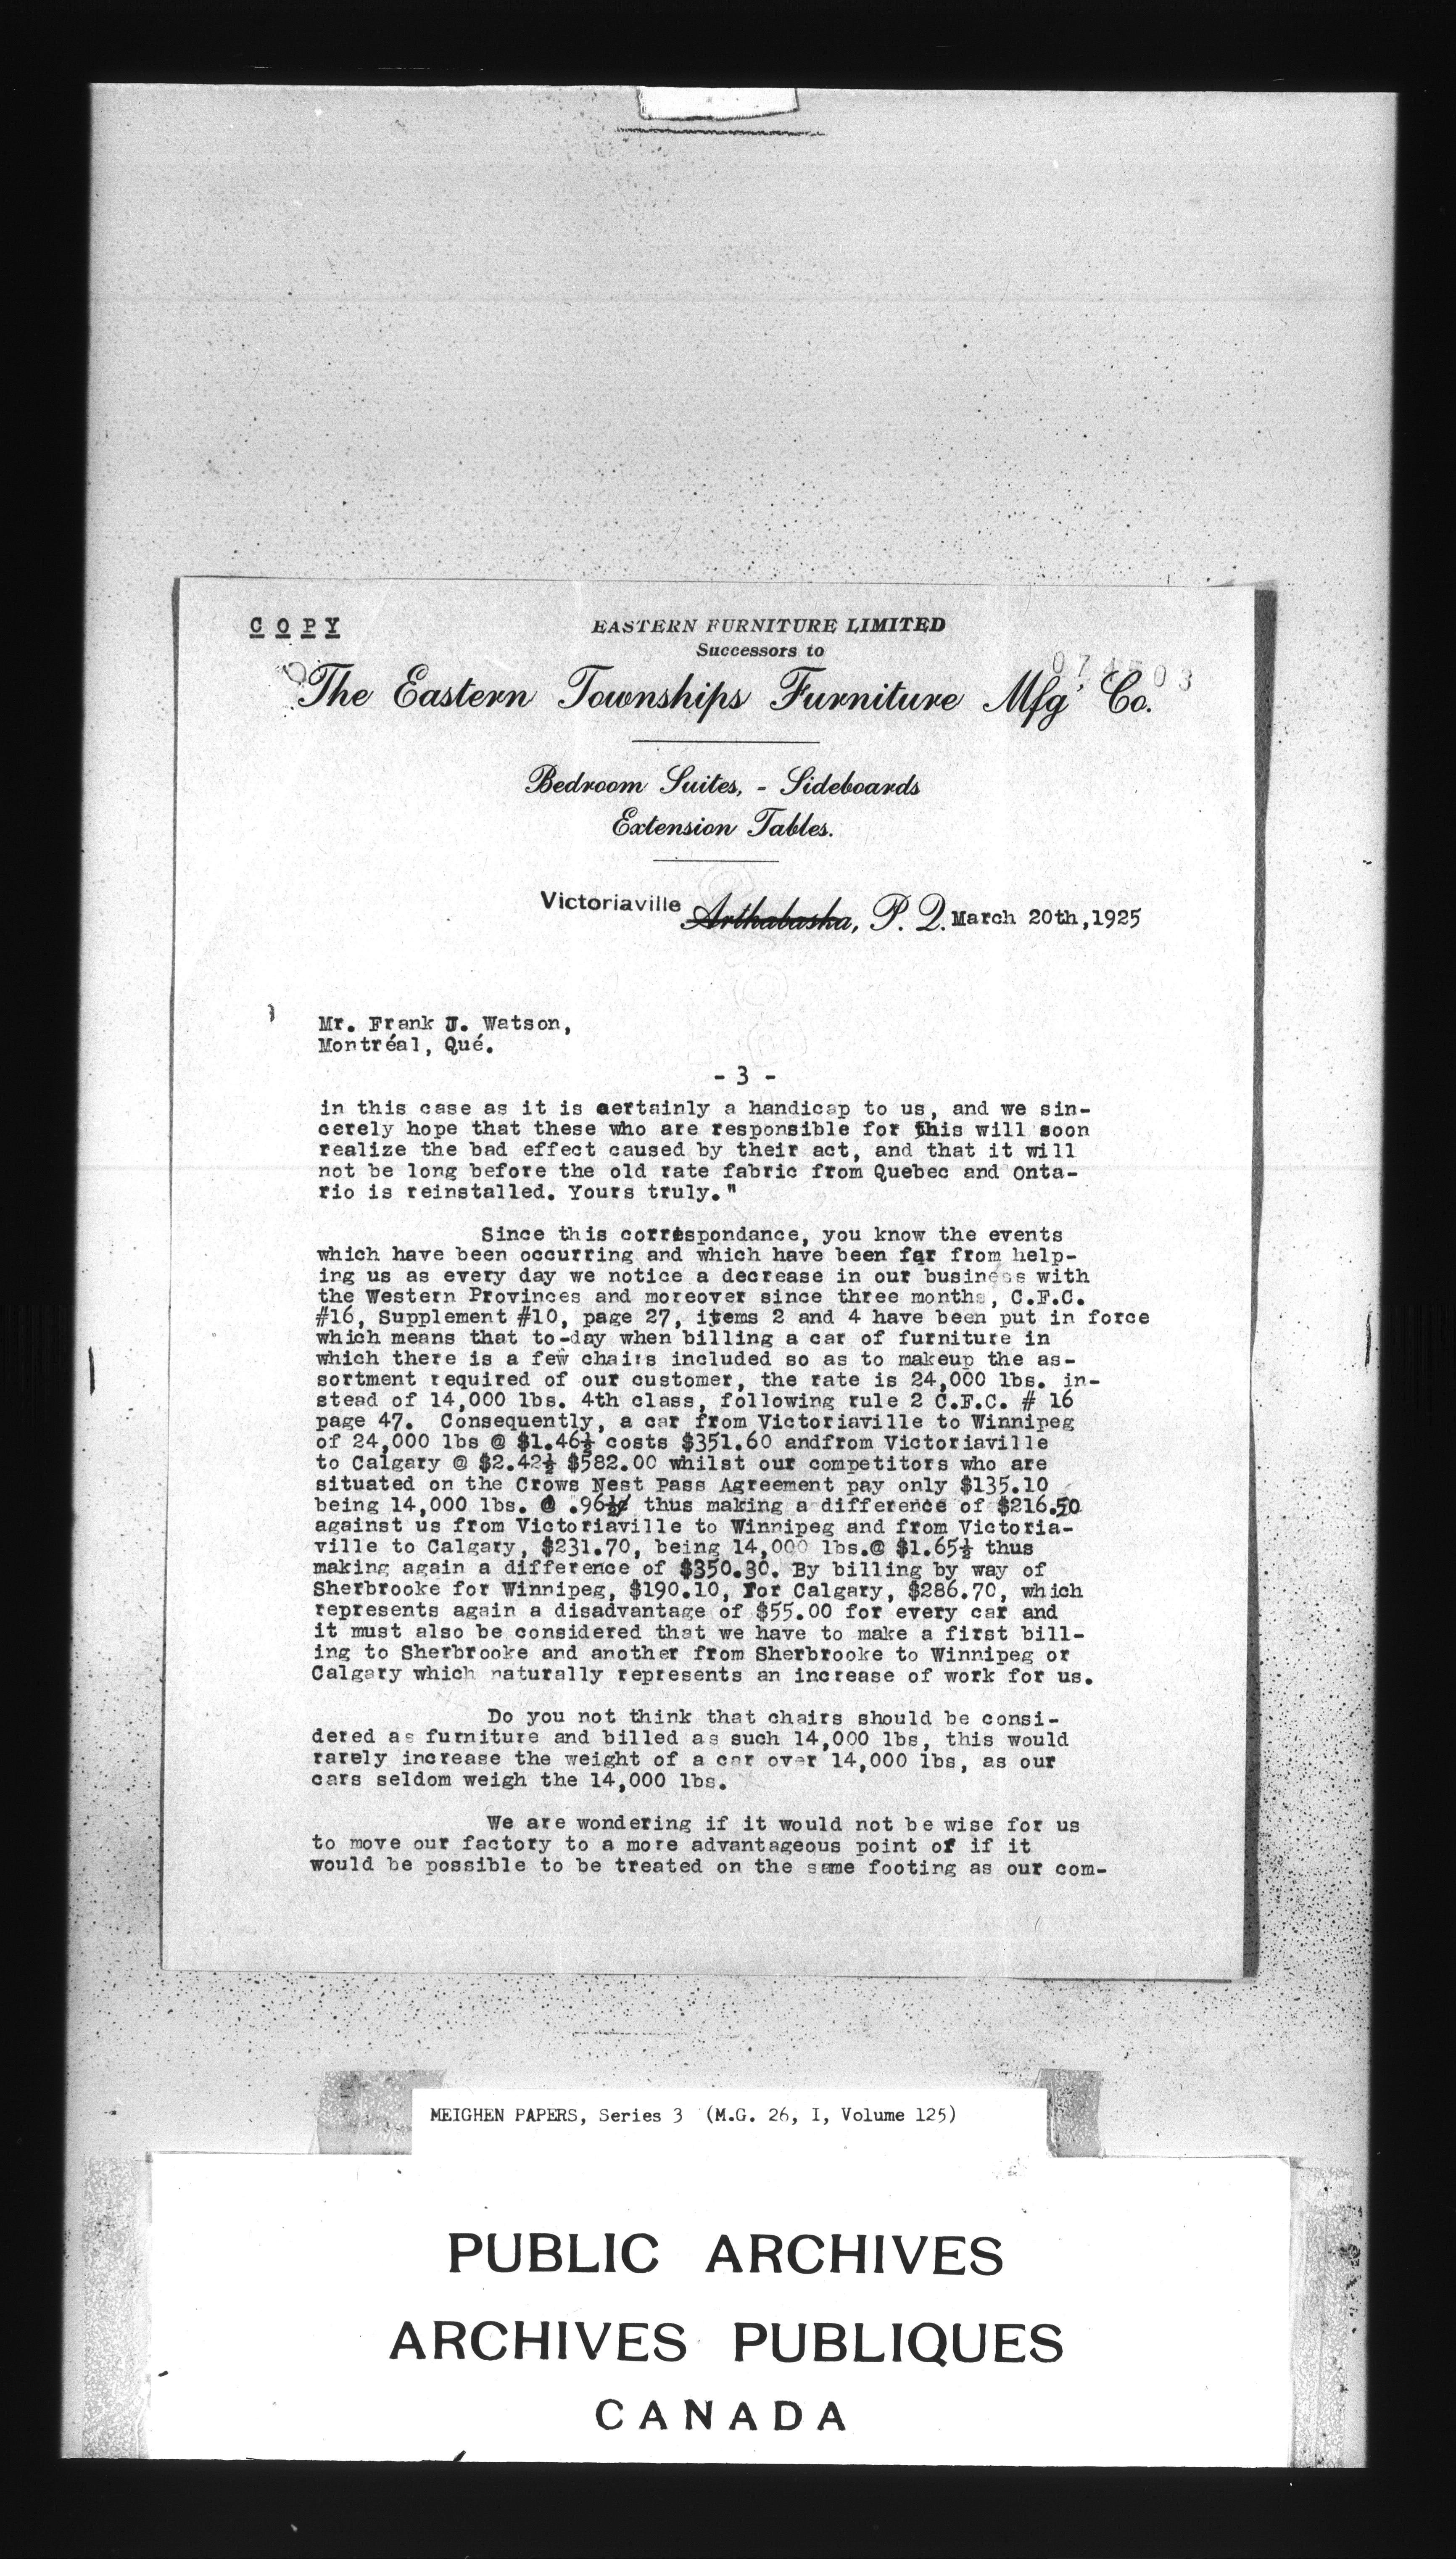 COPY
EASTERN FURNITURE LIMITED
Successors to
The Eastern Townships Furniture Mfg' Co.
Bedroom Suites, - Sideboards
Extension Tables.
Victoriaville Arthabaska, P. Q. March 20th, 1925
Mr. Frank J. Watson,
Montréal, Qué.
- 3 -
in this case as it is certainly a handicap to us, and we sin-
cerely hope that these who are responsible for this will soon
realize the bad effect caused by their act, and that it will
not be long before the old rate fabric from Quebec and Onta-
rio is reinstalled. Yours truly."
Since this correspondance, you know the events
which have been occurring and which have been far from help-
ing us as every day we notice a decrease in our business with
the Western Provinces and moreover since three months, C.F.C.
#16, Supplement #10, page 27, items 2 and 4 have been put in force
which means that to-day when billing a car of furniture in
which there is a few chairs included so as to makeup the as-
sortment required of our customer, the rate is 24,000 lbs. in-
stead of 14,000 lbs. 4th class, following rule 2 C.F.C. # 16
page 47. Consequently, a car from Victoriaville to Winnipeg
of 24,000 lbs @ $1.46½ costs $351.60 andfrom Victoriaville
to Calgary @ $2.42½ $582.00 whilst our competitors who are
situated on the Crows Nest Pass Agreement pay only $135.10
being 14,000 lbs. @ .96½¢ thus making a difference of $216.50
against us from Victoriaville to Winnipeg and from Victoria-
ville to Calgary, $231.70, being 14,000 lbs.@ $1.65½ thus
making again a difference of $350.30. By billing by way of
Sherbrooke for Winnipeg, $190.10, for Calgary, $286.70, which
represents again a disadvantage of $55.00 for every car and
it must also be considered that we have to make a first bill-
ing to Sherbrooke and another from Sherbrooke to Winnipeg or
Calgary which naturally represents an increase of work for us.
Do you not think that chairs should be consi-
dered as furniture and billed as such 14,000 lbs, this would
rarely increase the weight of a car over 14,000 lbs, as our
cars seldom weigh the 14,000 lbs.
We are wondering if it would not be wise for us
to move our factory to a more advantageous point of if it
would be possible to be treated on the same footing as our com-
MEIGHEN PAPERS, Series 3 (M.G. 26, I, Volume 125)
PUBLIC ARCHIVES
ARCHIVES PUBLIQUES
CANADA